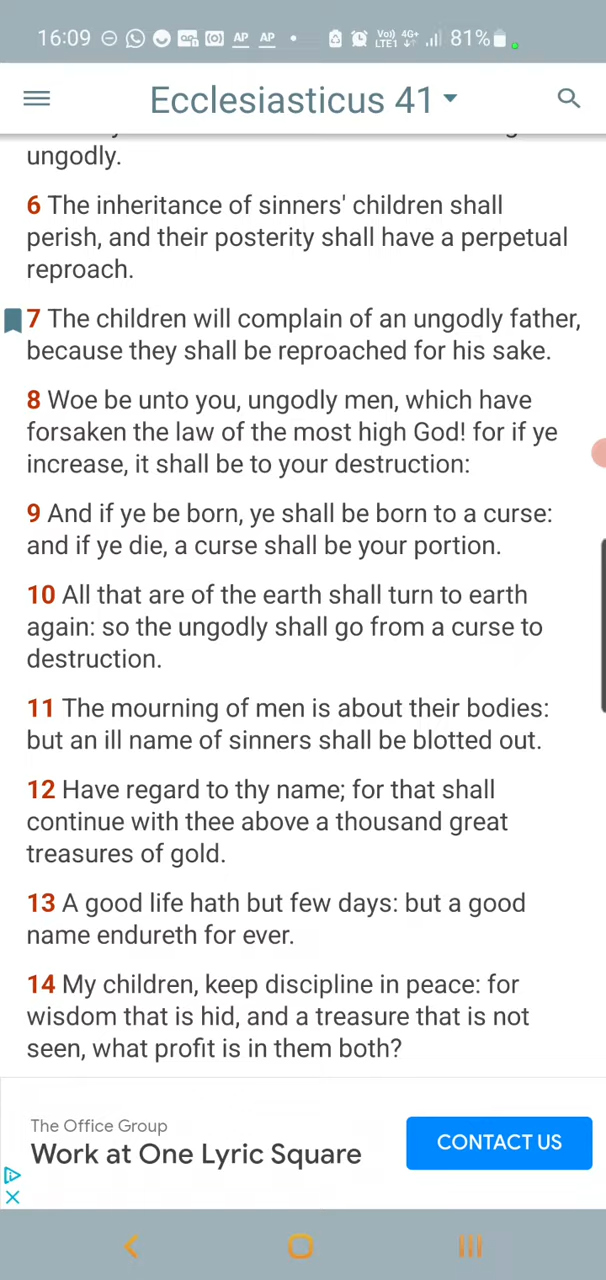 16:09 AP AP Vo)) LTE1 4G+ 81%
Ecclesiasticus 41
ungodly.
6 The inheritance of sinners' children shall
perish, and their posterity shall have a perpetual
reproach.
7 The children will complain of an ungodly father,
because they shall be reproached for his sake.
8 Woe be unto you, ungodly men, which have
forsaken the law of the most high God! for if ye
increase, it shall be to your destruction:
9 And if ye be born, ye shall be born to a curse:
and if ye die, a curse shall be your portion.
10 All that are of the earth shall turn to earth
again: so the ungodly shall go from a curse to
destruction.
11 The mourning of men is about their bodies:
but an ill name of sinners shall be blotted out.
12 Have regard to thy name; for that shall
continue with thee above a thousand great
treasures of gold.
13 A good life hath but few days: but a good
name endureth for ever.
14 My children, keep discipline in peace: for
wisdom that is hid, and a treasure that is not
seen, what profit is in them both?
The Office Group
Work at One Lyric Square
CONTACT US